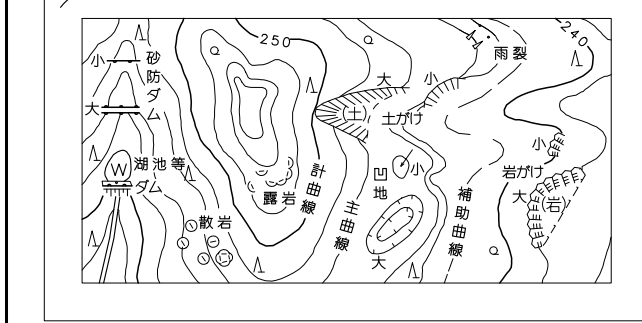 250
240
雨裂
小
砂防ダム
大
大
小
(土)
土がけ
小
湖池等
W
ダム
凹地
小
岩がけ
大
(岩)
露岩
計曲線
主曲線
補助曲線
散岩
大